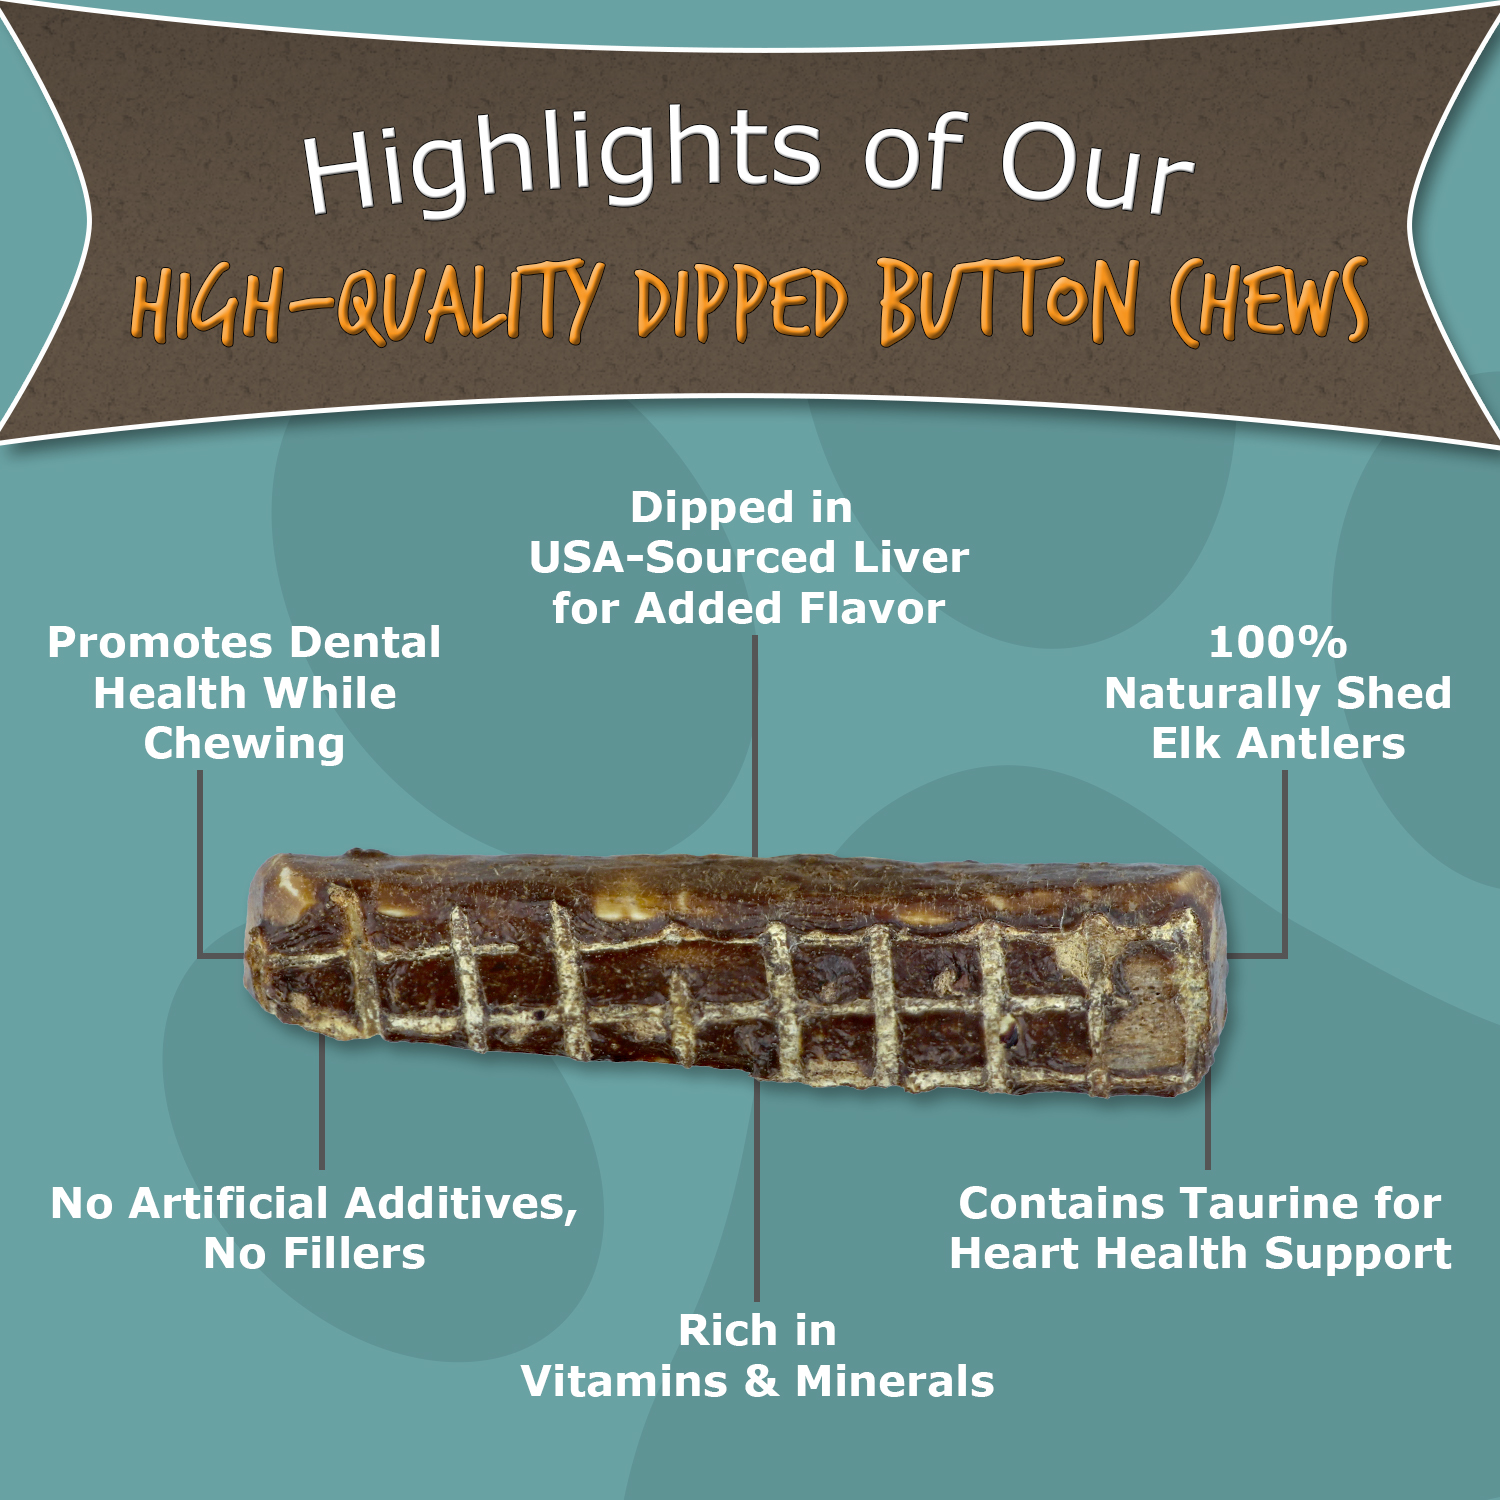 Highlights of Our
HIGH-QUALITY DIPPED BUTTON CHEWS
Dipped in
USA-Sourced Liver
for Added Flavor
Promotes Dental
Health While
Chewing
100%
Naturally Shed
Elk Antlers
No Artificial Additives,
No Fillers
Contains Taurine for
Heart Health Support
Rich in
Vitamins & Minerals